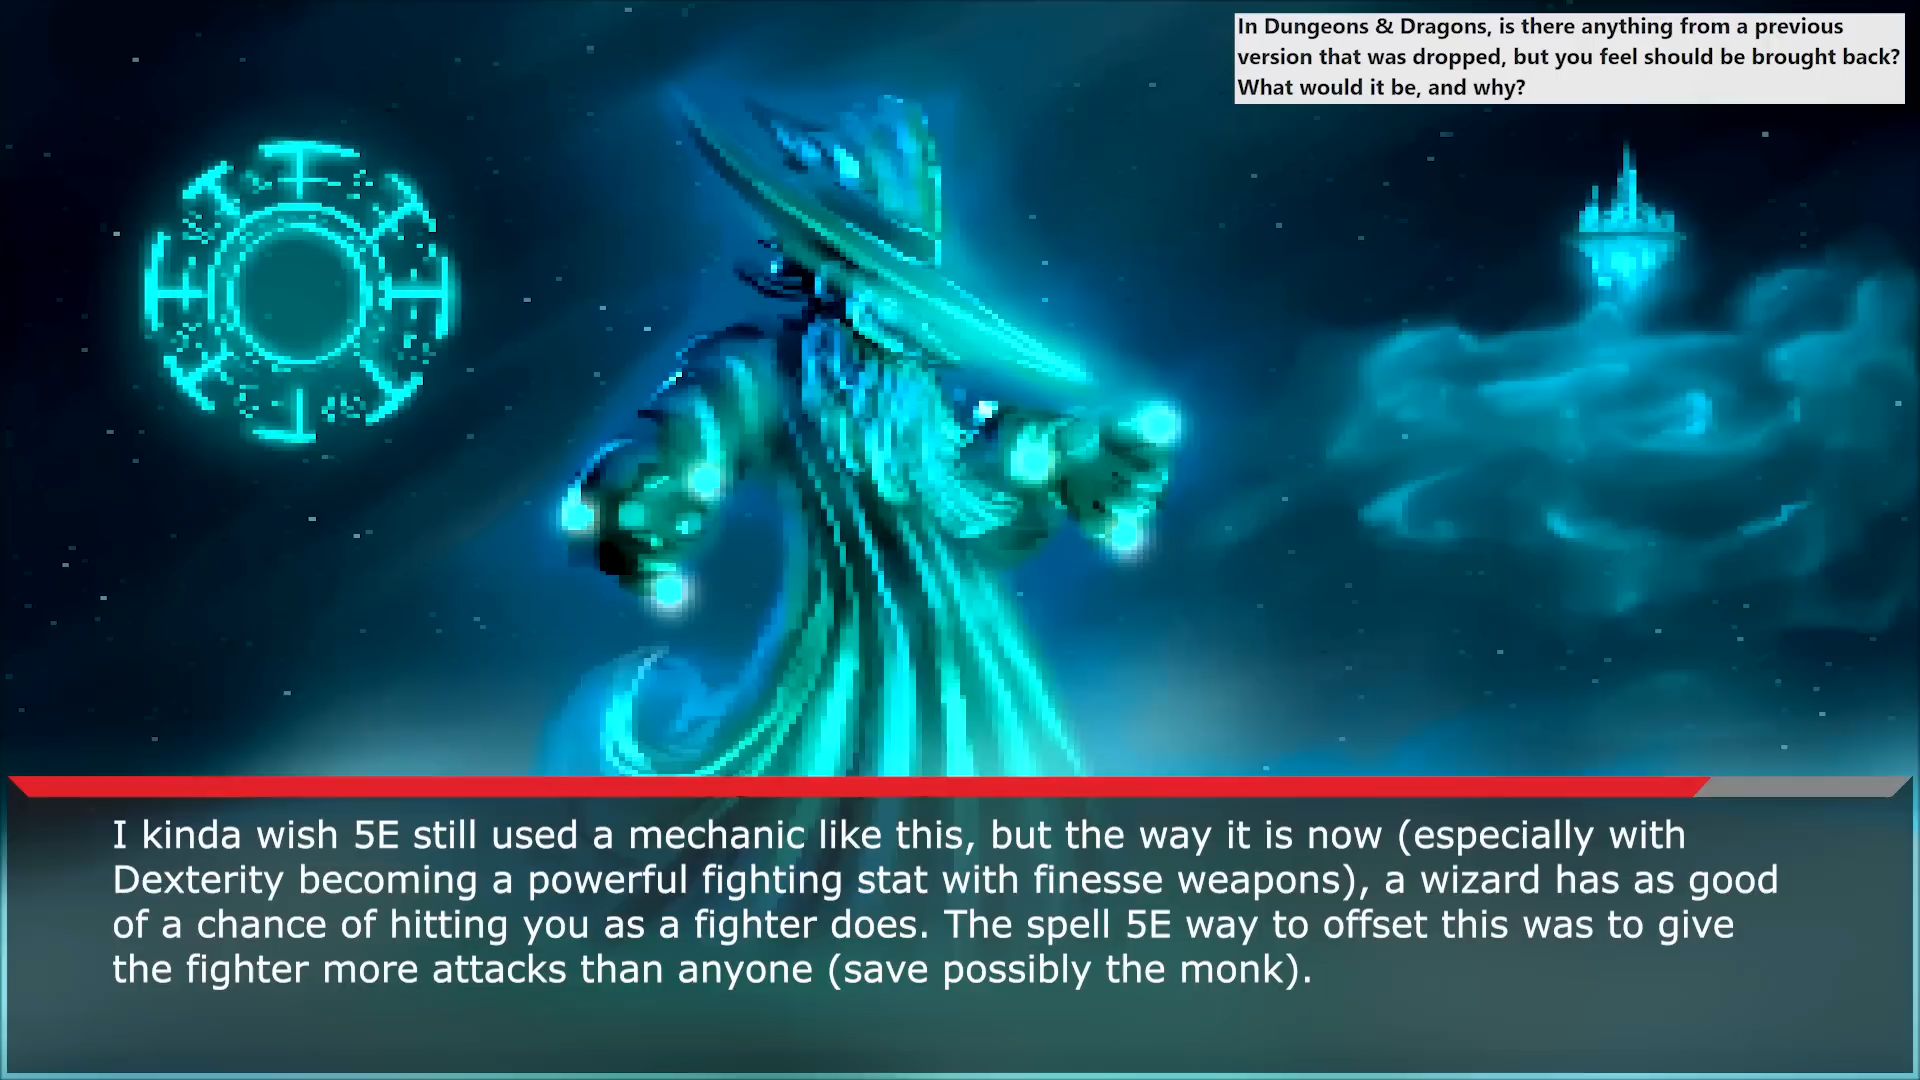 In Dungeons & Dragons, is there anything from a previous
version that was dropped, but you feel should be brought back?
What would it be, and why?
I kinda wish 5E still used a mechanic like this, but the way it is now (especially with
Dexterity becoming a powerful fighting stat with finesse weapons), a wizard has as good
of a chance of hitting you as a fighter does. The spell 5E way to offset this was to give
the fighter more attacks than anyone (save possibly the monk).